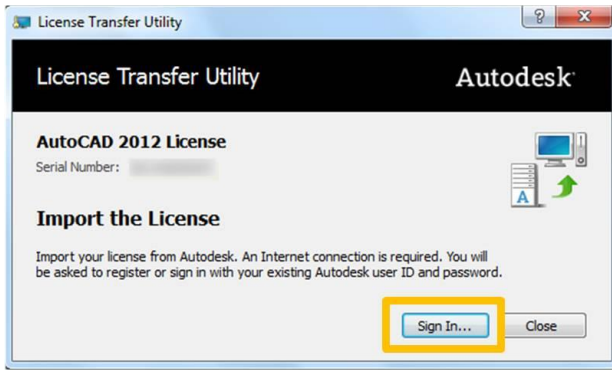 License Transfer Utility
License Transfer Utility
Autodesk
AutoCAD 2012 License
Serial Number:
A
Import the License
Import your license from Autodesk. An Internet connection is required. You will
be asked to register or sign in with your existing Autodesk user ID and password.
Sign In...
Close